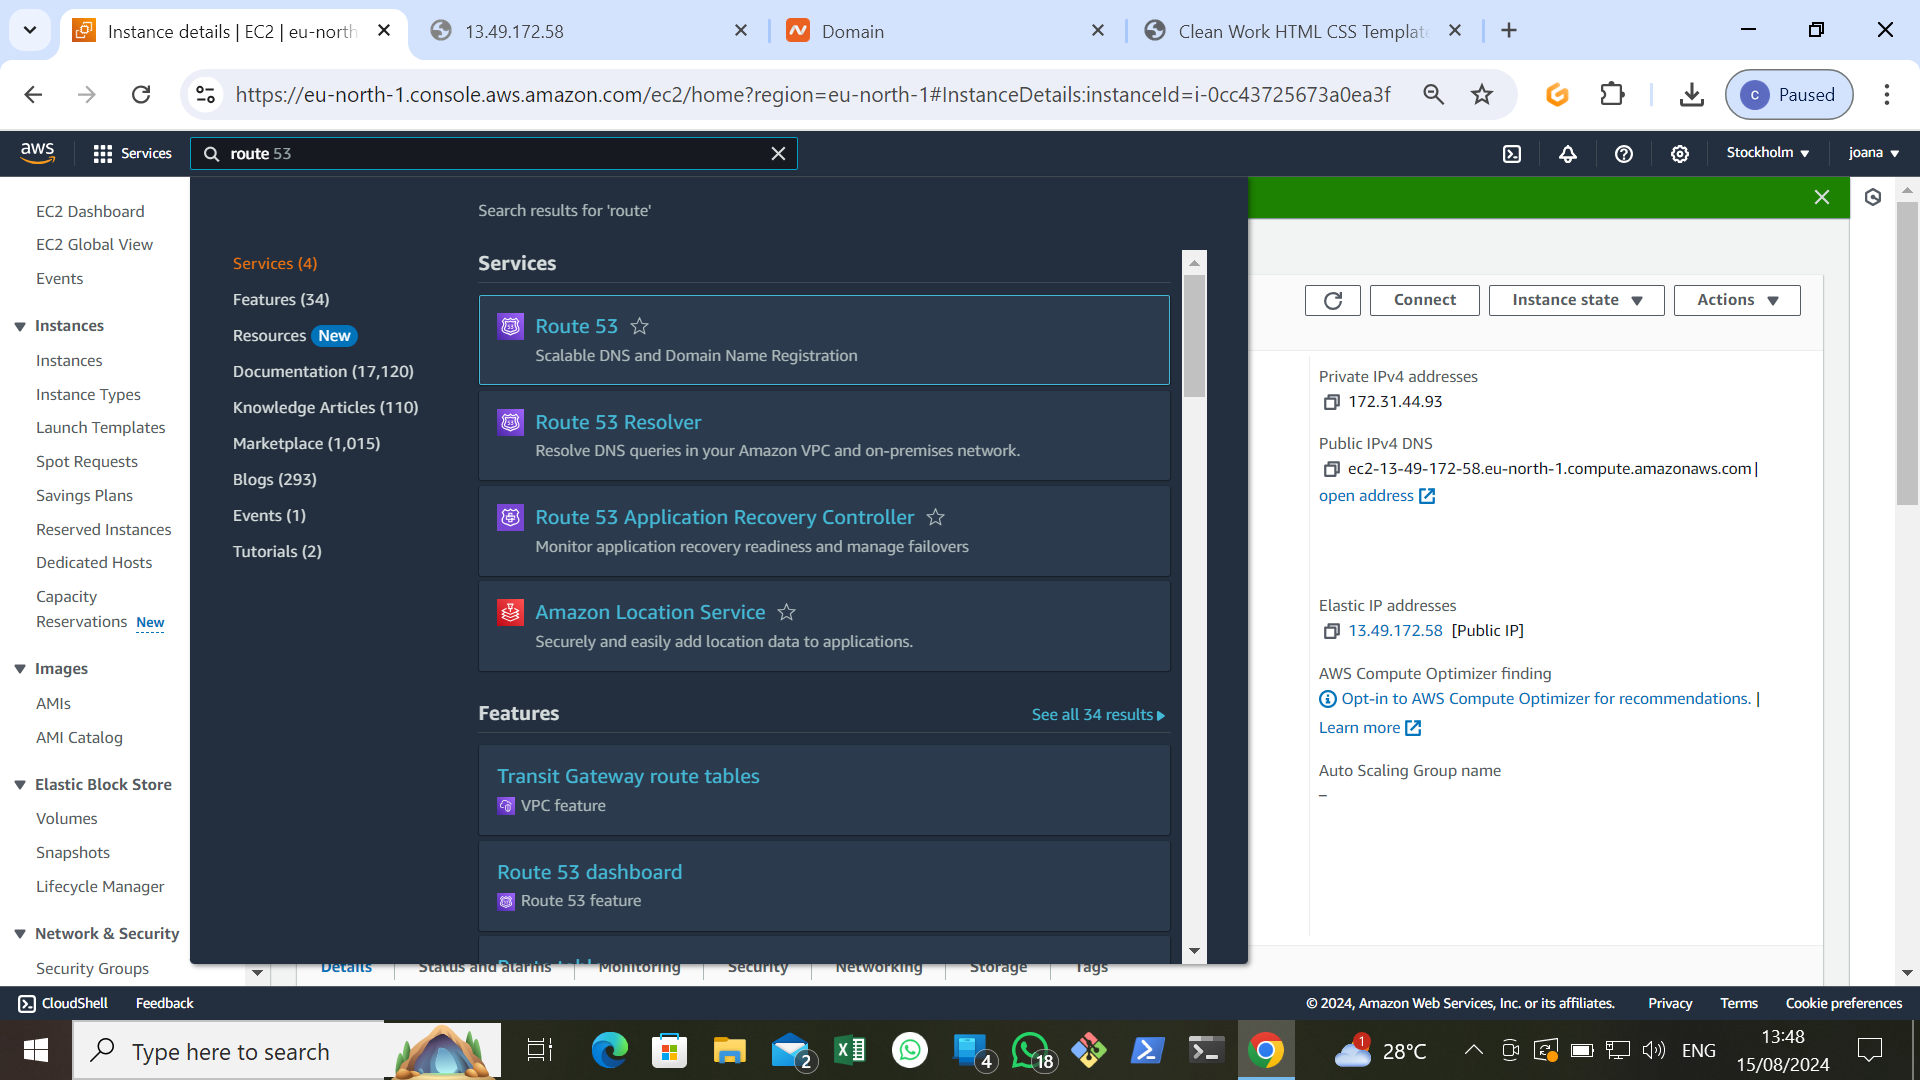 Instance details | EC2 | eu-north
13.49.172.58
Domain
Clean Work HTML CSS Template
https://eu-north-1.console.aws.amazon.com/ec2/home?region=eu-north-1#InstanceDetails:instanceId=i-0cc43725673a0ea3f
C
Paused
aws
Services
route 53
Stockholm
joana
EC2 Dashboard
EC2 Global View
Events
Instances
Instances
Instance Types
Launch Templates
Spot Requests
Savings Plans
Reserved Instances
Dedicated Hosts
Capacity
Reservations New
Images
AMIs
AMI Catalog
Elastic Block Store
Volumes
Snapshots
Lifecycle Manager
Network & Security
Security Groups
Search results for 'route'
Services (4)
Features (34)
Resources New
Documentation (17,120)
Knowledge Articles (110)
Marketplace (1,015)
Blogs (293)
Events (1)
Tutorials (2)
Services
Route 53
Scalable DNS and Domain Name Registration
Route 53 Resolver
Resolve DNS queries in your Amazon VPC and on-premises network.
Route 53 Application Recovery Controller
Monitor application recovery readiness and manage failovers
Amazon Location Service
Securely and easily add location data to applications.
Features
See all 34 results
Transit Gateway route tables
VPC feature
Route 53 dashboard
Route 53 feature
Connect
Instance state
Actions
Private IPv4 addresses
172.31.44.93
Public IPv4 DNS
ec2-13-49-172-58.eu-north-1.compute.amazonaws.com |
open address
Elastic IP addresses
13.49.172.58 [Public IP]
AWS Compute Optimizer finding
Opt-in to AWS Compute Optimizer for recommendations. |
Learn more
Auto Scaling Group name
–
Details
Status and alarms
Monitoring
Security
Networking
Storage
Tags
CloudShell
Feedback
© 2024, Amazon Web Services, Inc. or its affiliates.
Privacy
Terms
Cookie preferences
Type here to search
2
4
18
1
28°C
ENG
13:48
15/08/2024